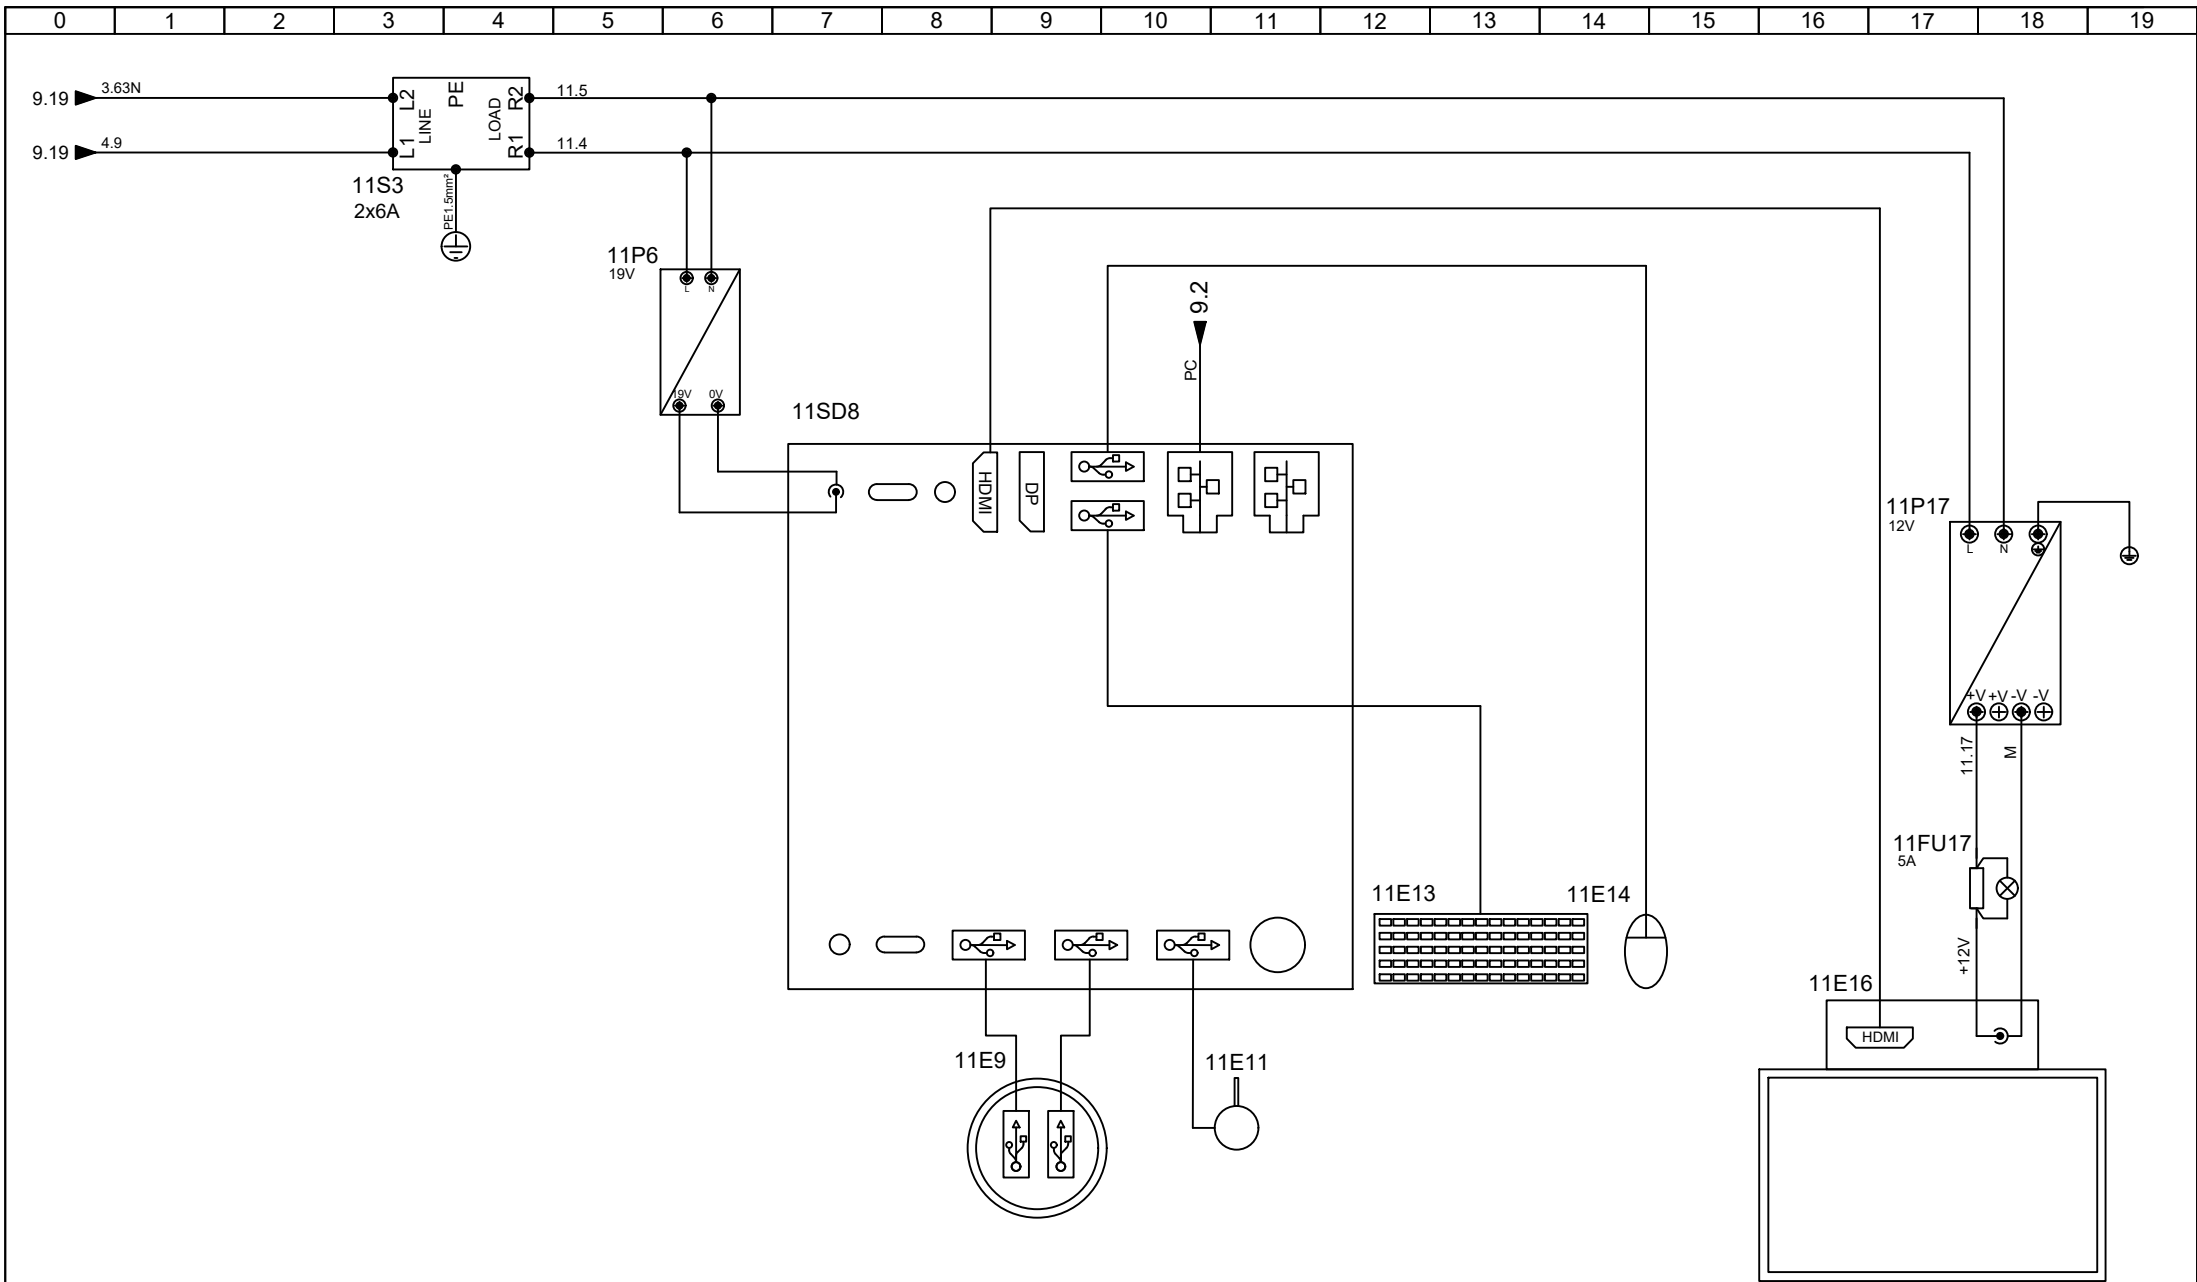 0 1 2 3 4 5 6 7 8 9 10 11 12 13 14 15 16 17 18 19
9.19 3.63N
9.19 4.9
L2 LINE L1
PE
LOAD R2 R1
11.5
11.4
11S3
2x6A
PE1.5mm²
11P6
19V
L N
19V 0V
9.2
PC
11SD8
HDMI
DP
11P17
12V
L N
+V +V -V -V
11.17
M
11FU17
5A
+12V
11E13
11E14
11E16
HDMI
11E9
11E11